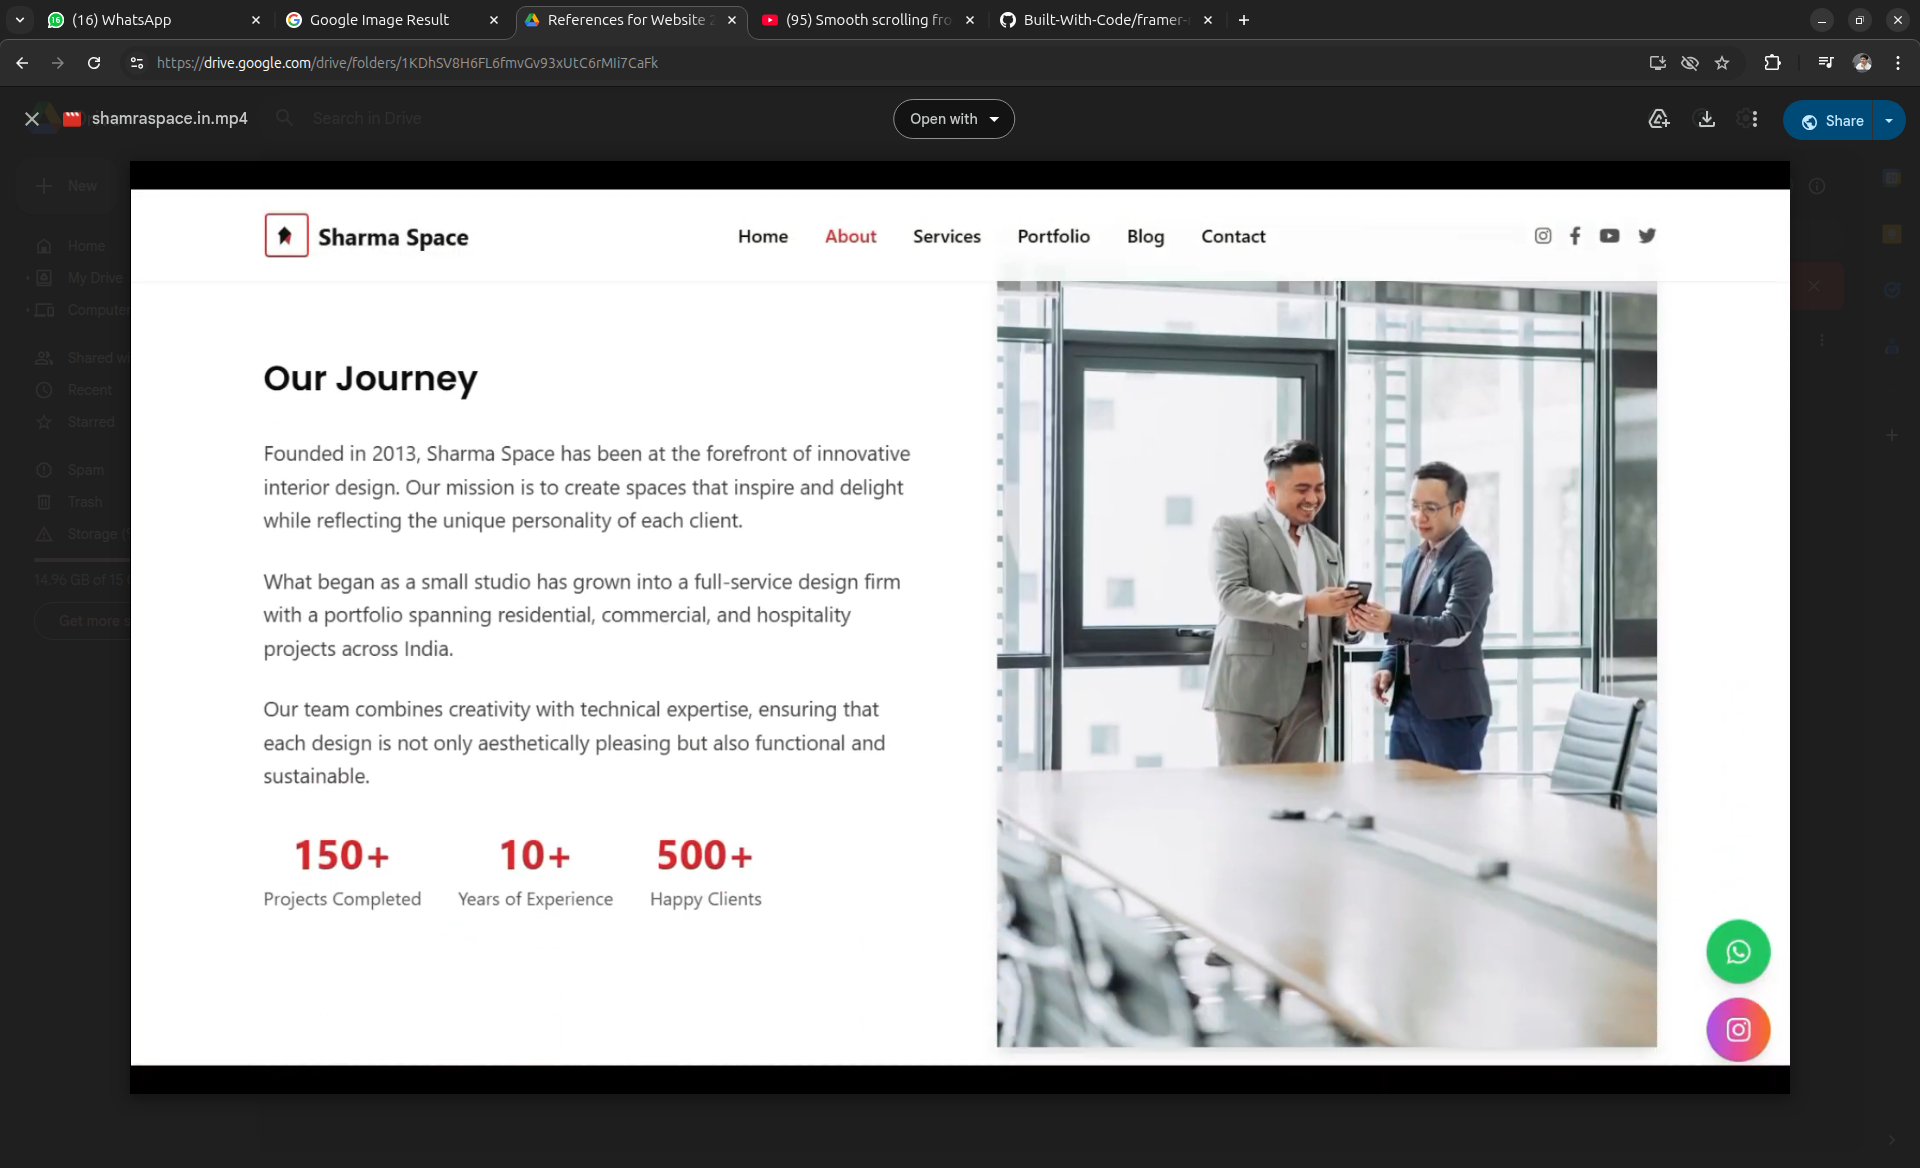 (16) WhatsApp
Google Image Result
References for Website 2
(95) Smooth scrolling fro
Built-With-Code/framer-
https://drive.google.com/drive/folders/1KDhSV8H6FL6fmvGv93xUtC6rMIi7CaFk
shamraspace.in.mp4
Search in Drive
Open with
Share
New
Home
My Drive
Compute
Shared wi
Recent
Starred
Spam
Trash
Storage (
14.96 GB of 15
Get more s
Sharma Space
Home
About
Services
Portfolio
Blog
Contact
Our Journey
Founded in 2013, Sharma Space has been at the forefront of innovative
interior design. Our mission is to create spaces that inspire and delight
while reflecting the unique personality of each client.
What began as a small studio has grown into a full-service design firm
with a portfolio spanning residential, commercial, and hospitality
projects across India.
Our team combines creativity with technical expertise, ensuring that
each design is not only aesthetically pleasing but also functional and
sustainable.
150+
10+
500+
Projects Completed
Years of Experience
Happy Clients